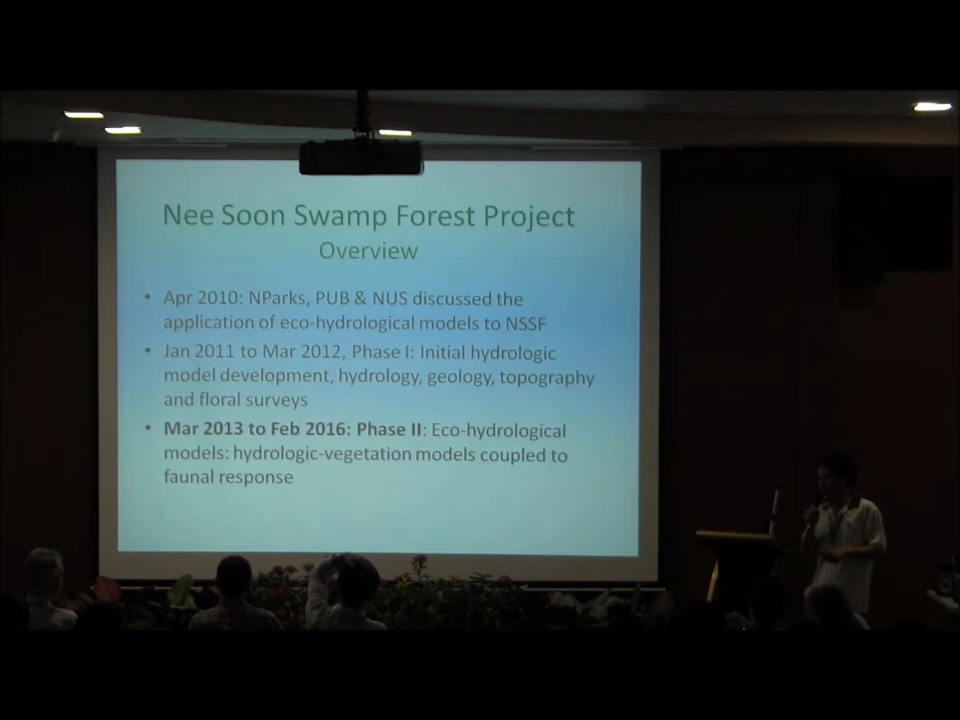 Nee Soon Swamp Forest Project
Overview
• Apr 2010: NParks, PUB & NUS discussed the
application of eco-hydrological models to NSSF
• Jan 2011 to Mar 2012, Phase I: Initial hydrologic
model development, hydrology, geology, topography
and floral surveys
• Mar 2013 to Feb 2016: Phase II: Eco-hydrological
models: hydrologic-vegetation models coupled to
faunal response